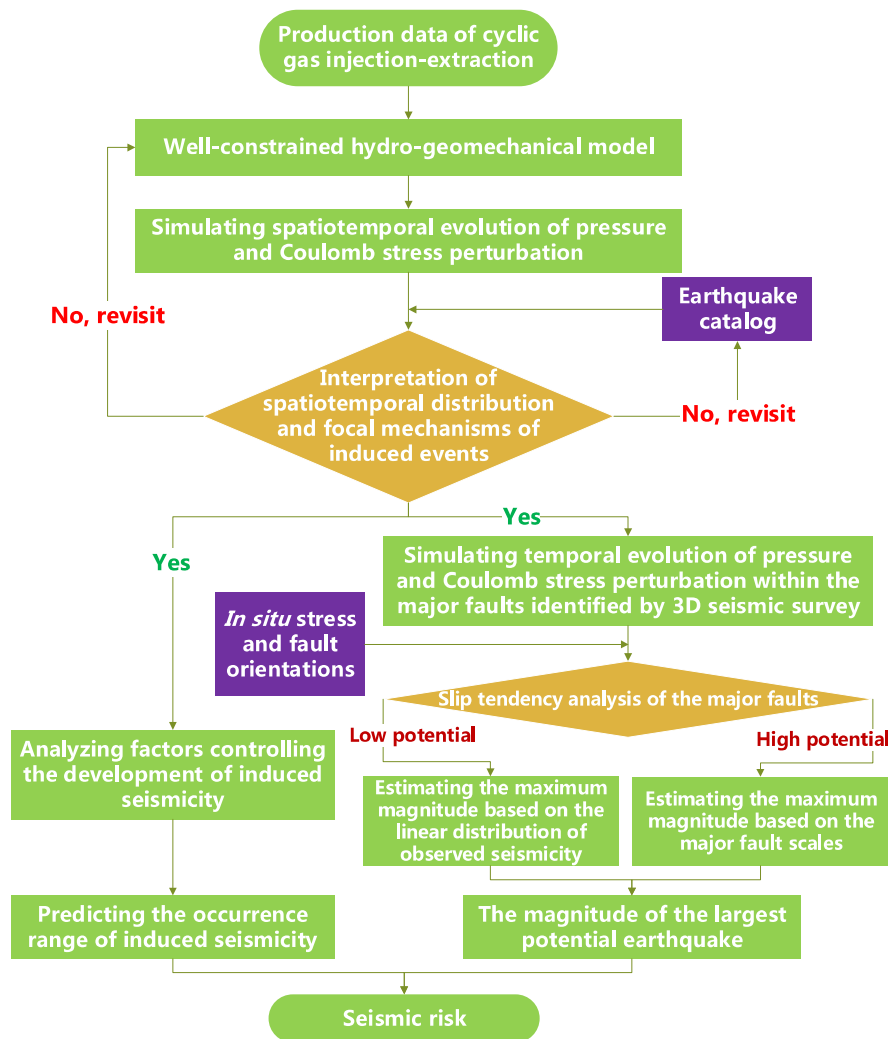 Production data of cyclic
gas injection-extraction
Well-constrained hydro-geomechanical model
Simulating spatiotemporal evolution of pressure
and Coulomb stress perturbation
Earthquake
catalog
No, revisit
Interpretation of
spatiotemporal distribution
and focal mechanisms of
induced events
No, revisit
Yes
Yes
Simulating temporal evolution of pressure
and Coulomb stress perturbation within the
major faults identified by 3D seismic survey
In situ stress
and fault
orientations
Slip tendency analysis of the major faults
Low potential
High potential
Analyzing factors controlling
the development of induced
seismicity
Estimating the maximum
magnitude based on the
linear distribution of
observed seismicity
Estimating the maximum
magnitude based on the
major fault scales
Predicting the occurrence
range of induced seismicity
The magnitude of the largest
potential earthquake
Seismic risk